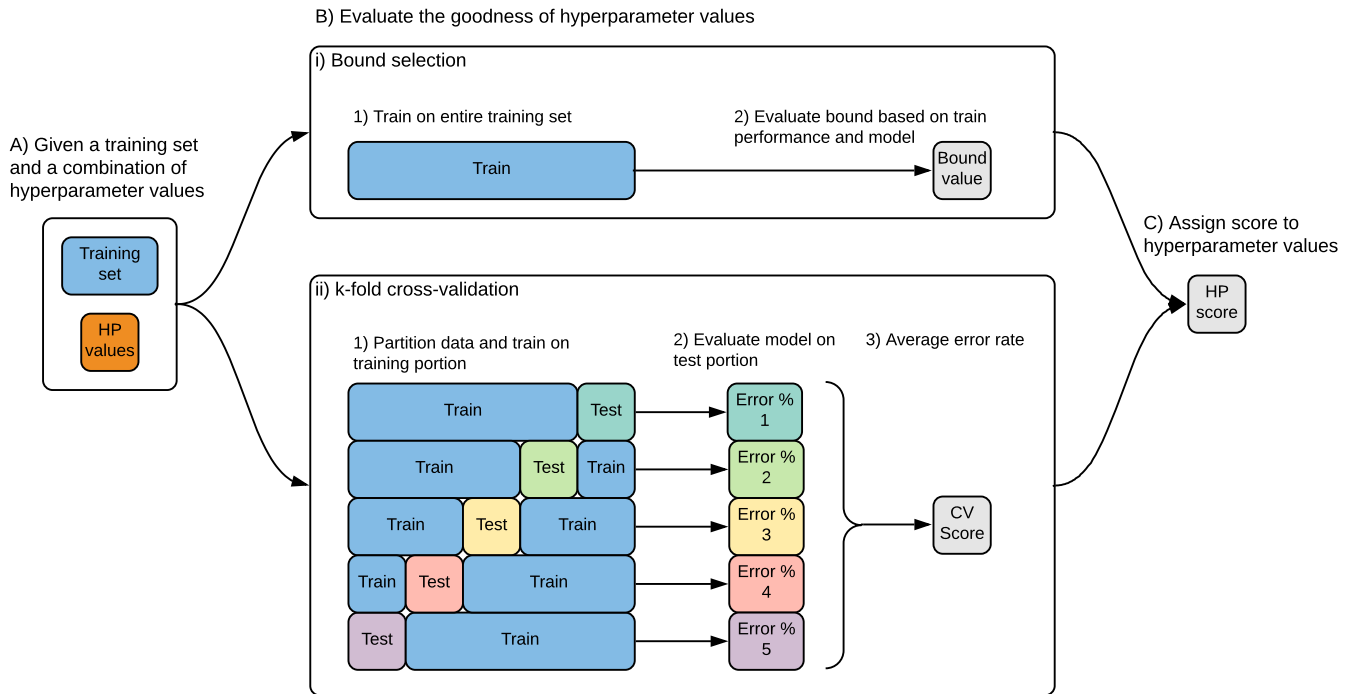 B) Evaluate the goodness of hyperparameter values
i) Bound selection
1) Train on entire training set
2) Evaluate bound based on train
performance and model
Train
Bound
value
A) Given a training set
and a combination of
hyperparameter values
Training
set
HP
values
C) Assign score to
hyperparameter values
HP
score
ii) k-fold cross-validation
1) Partition data and train on
training portion
2) Evaluate model on
test portion
3) Average error rate
Train
Test
Error %
1
Train
Test
Train
Error %
2
Train
Test
Train
Error %
3
CV
Score
Train
Test
Train
Error %
4
Test
Train
Error %
5